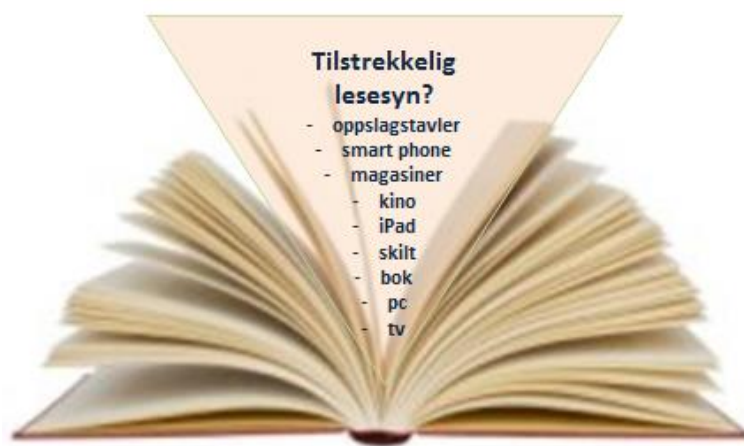 Tilstrekkelig
lesesyn?
- oppslagstavler
- smart phone
- magasiner
- kino
- iPad
- skilt
- bok
- pc
- tv